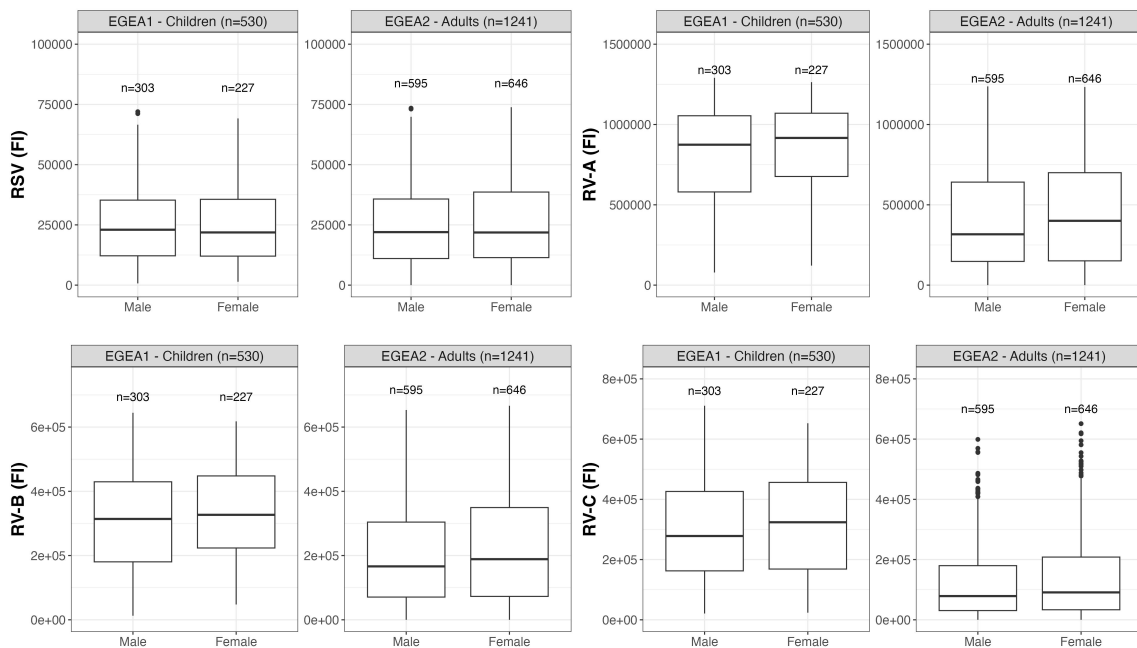 EGEA1 - Children (n=530)
EGEA2 - Adults (n=1241)
RSV (FI)
100000
75000
50000
25000
0
n=303
n=227
Male
Female
100000
75000
50000
25000
0
n=595
n=646
Male
Female
EGEA1 - Children (n=530)
EGEA2 - Adults (n=1241)
RV-A (FI)
1500000
1000000
500000
0
n=303
n=227
Male
Female
1500000
1000000
500000
0
n=595
n=646
Male
Female
EGEA1 - Children (n=530)
EGEA2 - Adults (n=1241)
RV-B (FI)
6e+05
4e+05
2e+05
0e+00
n=303
n=227
Male
Female
6e+05
4e+05
2e+05
0e+00
n=595
n=646
Male
Female
EGEA1 - Children (n=530)
EGEA2 - Adults (n=1241)
RV-C (FI)
8e+05
6e+05
4e+05
2e+05
0e+00
n=303
n=227
Male
Female
8e+05
6e+05
4e+05
2e+05
0e+00
n=595
n=646
Male
Female